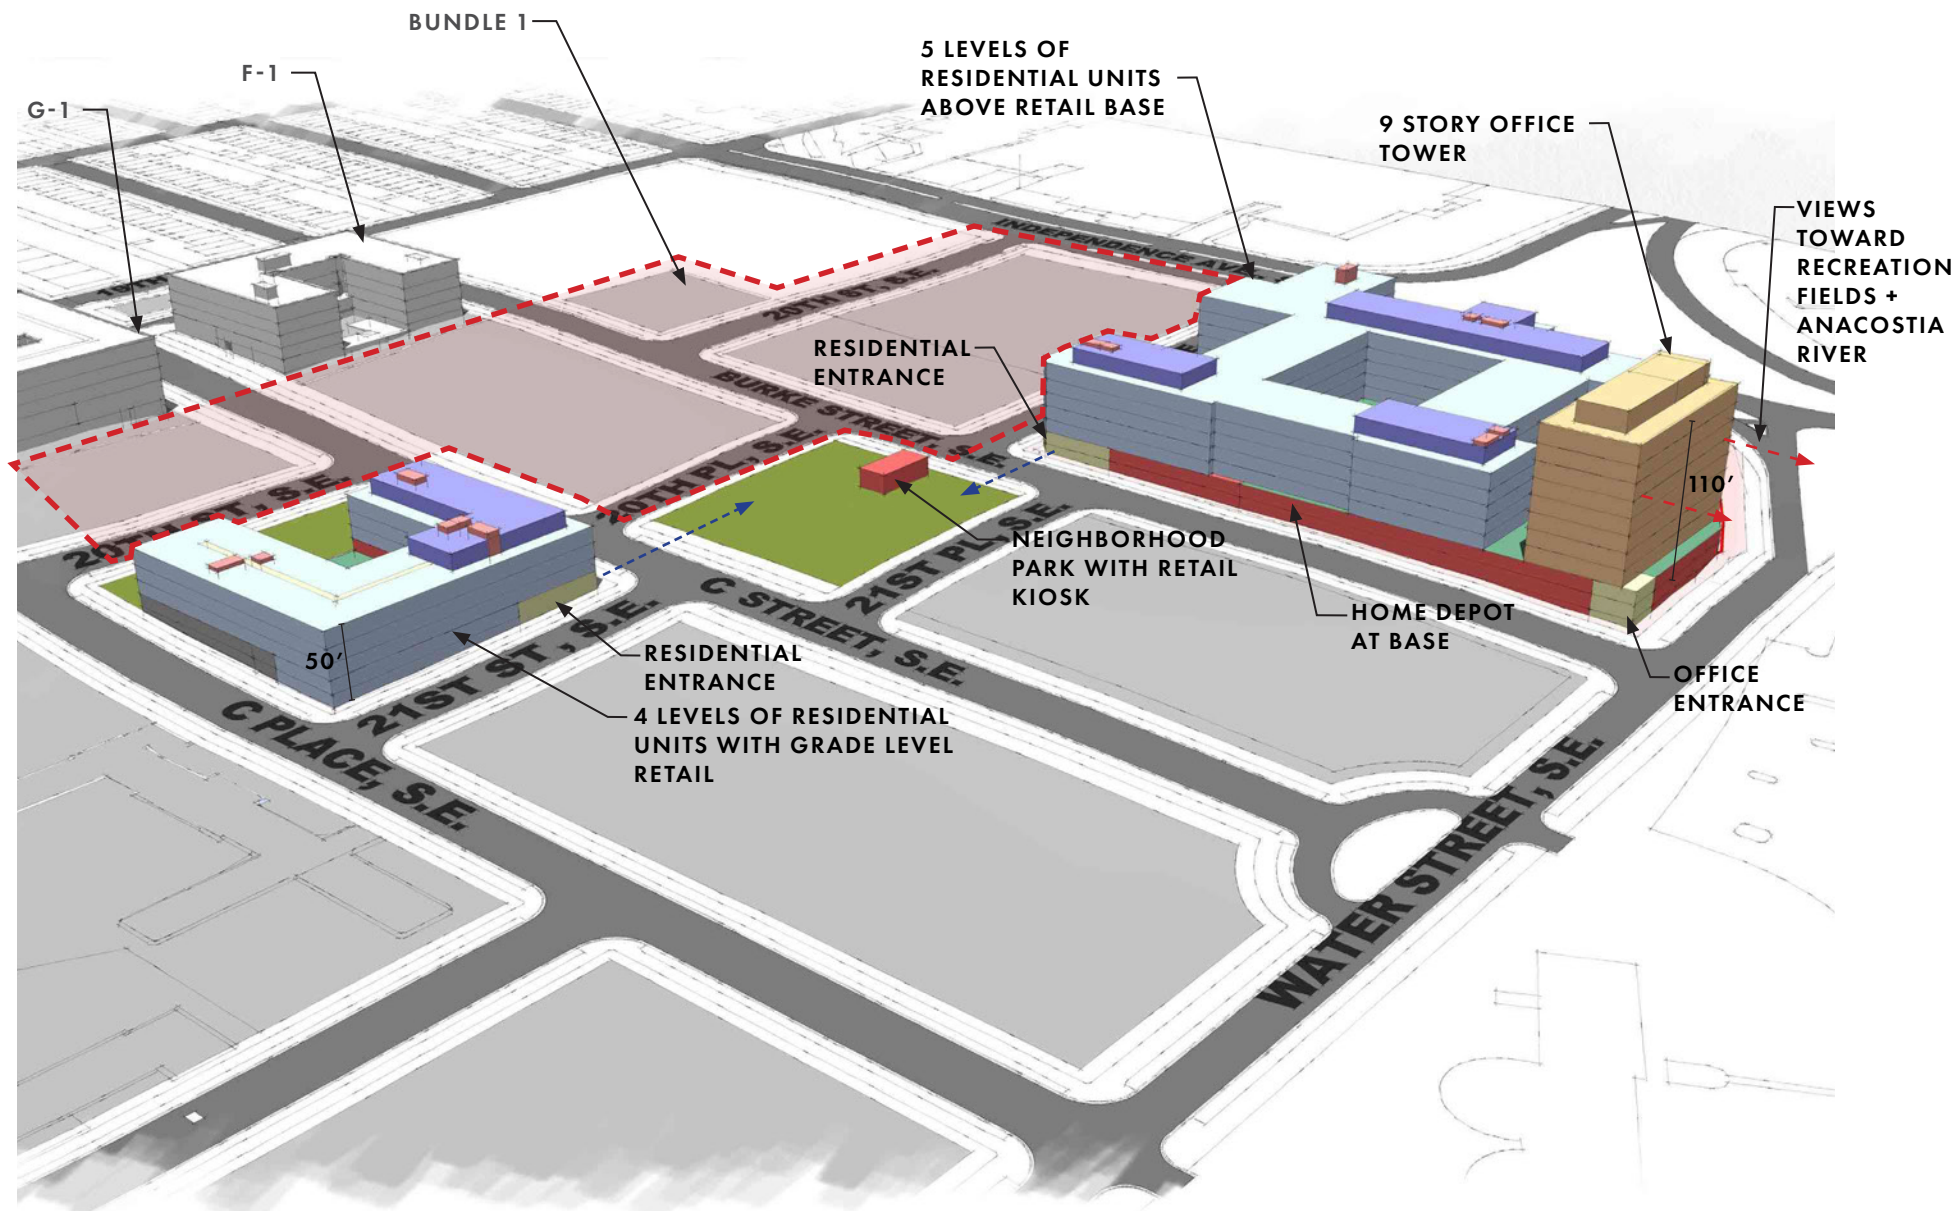 BUNDLE 1
F-1
G-1
5 LEVELS OF
RESIDENTIAL UNITS
ABOVE RETAIL BASE
9 STORY OFFICE
TOWER
VIEWS
TOWARD
RECREATION
FIELDS +
ANACOSTIA
RIVER
INDEPENDENCE AVE.
19TH
20TH ST, S.E.
RESIDENTIAL
ENTRANCE
BURKE STREET, S.E.
20TH PL, S.E.
20TH ST, S.E.
110'
21ST PL, S.E.
NEIGHBORHOOD
PARK WITH RETAIL
KIOSK
HOME DEPOT
AT BASE
C STREET, S.E.
21ST ST, S.E.
50'
RESIDENTIAL
ENTRANCE
OFFICE
ENTRANCE
4 LEVELS OF RESIDENTIAL
UNITS WITH GRADE LEVEL
RETAIL
C PLACE, S.E.
WATER STREET, S.E.